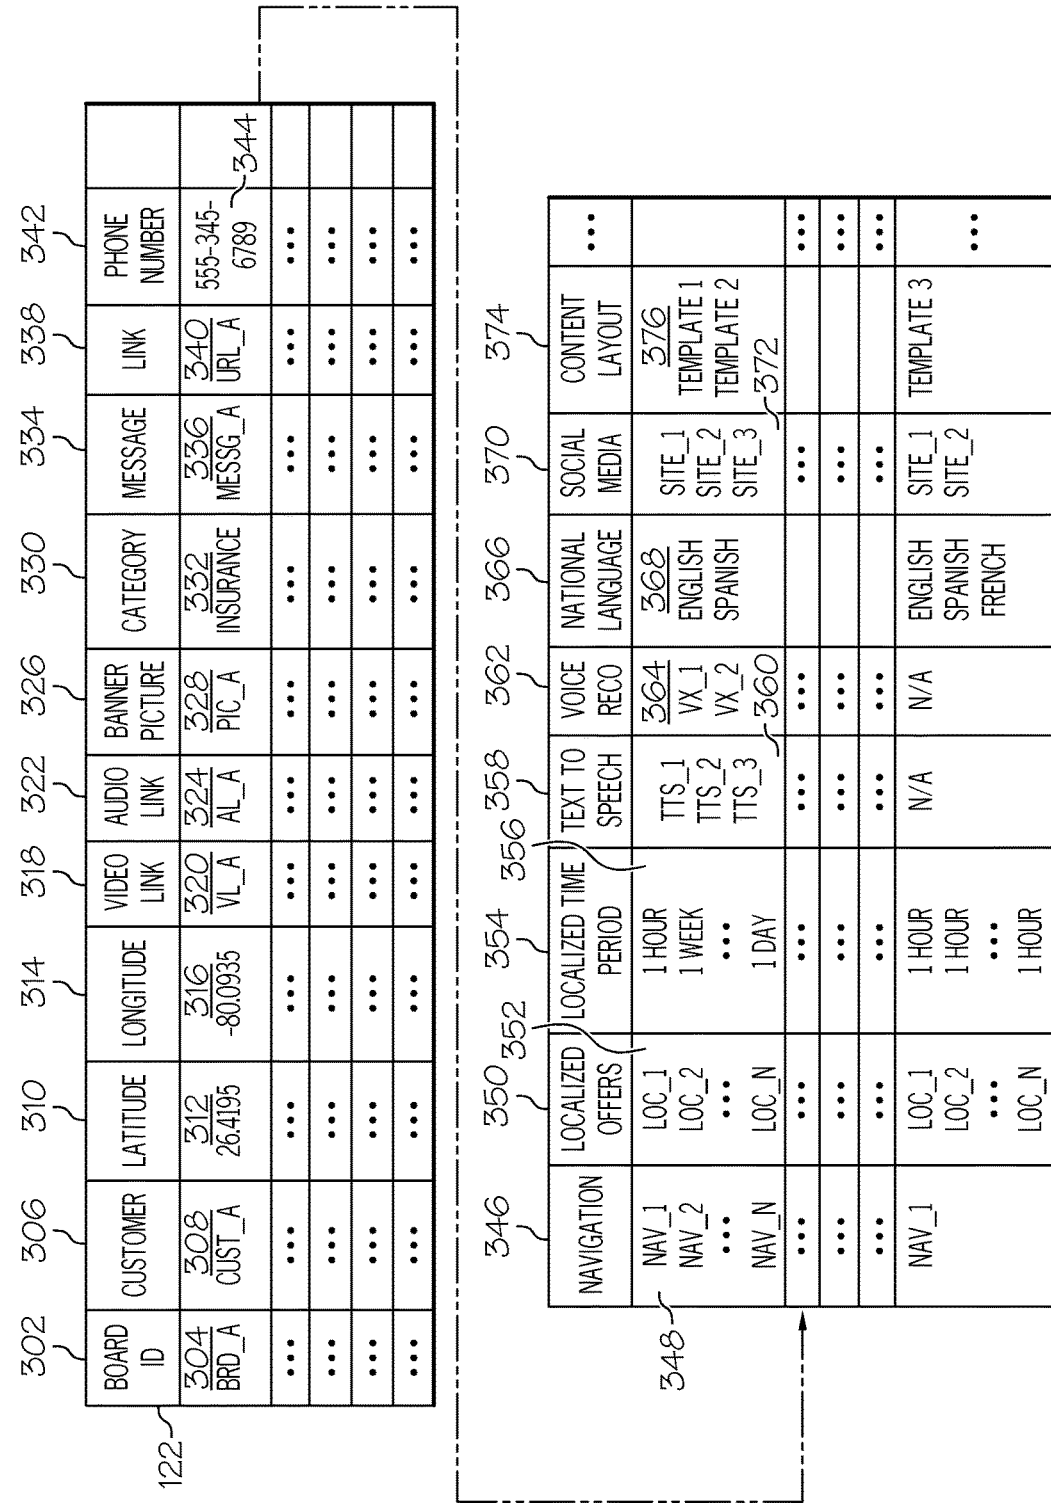 302 306 310 314 318 322 326 330 334 338 342
122
BOARD ID CUSTOMER LATITUDE LONGITUDE VIDEO LINK AUDIO LINK BANNER PICTURE CATEGORY MESSAGE LINK PHONE NUMBER
304 308 312 316 320 324 328 332 336 340 555-345-
BRD_A CUST_A 26.4195 -80.0935 VL_A AL_A PIC_A INSURANCE MESSG_A URL_A 6789 344
••• ••• ••• ••• ••• ••• ••• ••• ••• ••• •••
••• ••• ••• ••• ••• ••• ••• ••• ••• ••• •••
••• ••• ••• ••• ••• ••• ••• ••• ••• ••• •••
••• ••• ••• ••• ••• ••• ••• ••• ••• ••• •••
346 350 352 354 356 358 362 366 370 374
NAVIGATION LOCALIZED OFFERS LOCALIZED TIME PERIOD TEXT TO SPEECH VOICE RECO NATIONAL LANGUAGE SOCIAL MEDIA CONTENT LAYOUT •••
348
364 368 376
NAV_1 LOC_1 1 HOUR TTS_1 VX_1 ENGLISH SITE_1 TEMPLATE 1
NAV_2 LOC_2 1 WEEK TTS_2 VX_2 SPANISH SITE_2 TEMPLATE 2
••• ••• ••• TTS_3 360 SITE_3 372
NAV_N LOC_N 1 DAY
••• ••• ••• ••• ••• ••• •••
••• ••• ••• ••• ••• ••• •••
••• ••• ••• ••• ••• ••• •••
NAV_1 LOC_1 1 HOUR N/A N/A ENGLISH SITE_1 TEMPLATE 3 •••
LOC_2 1 HOUR SPANISH SITE_2
••• ••• FRENCH
LOC_N 1 HOUR